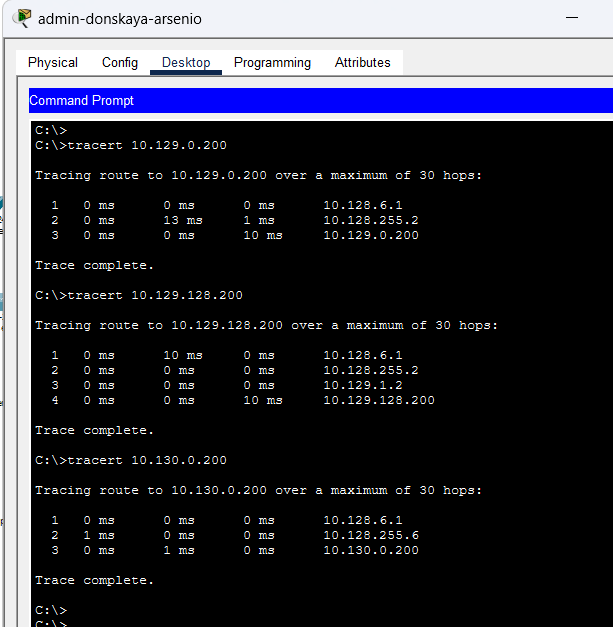 admin-donskaya-arsenio
Physical Config Desktop Programming Attributes
Command Prompt
C:\>
C:\>tracert 10.129.0.200
Tracing route to 10.129.0.200 over a maximum of 30 hops:
1 0 ms 0 ms 0 ms 10.128.6.1
2 0 ms 13 ms 1 ms 10.128.255.2
3 0 ms 0 ms 10 ms 10.129.0.200
Trace complete.
C:\>tracert 10.129.128.200
Tracing route to 10.129.128.200 over a maximum of 30 hops:
1 0 ms 10 ms 0 ms 10.128.6.1
2 0 ms 0 ms 0 ms 10.128.255.2
3 0 ms 0 ms 0 ms 10.129.1.2
4 0 ms 0 ms 10 ms 10.129.128.200
Trace complete.
C:\>tracert 10.130.0.200
Tracing route to 10.130.0.200 over a maximum of 30 hops:
1 0 ms 0 ms 0 ms 10.128.6.1
2 1 ms 0 ms 0 ms 10.128.255.6
3 0 ms 1 ms 0 ms 10.130.0.200
Trace complete.
C:\>
C:\>